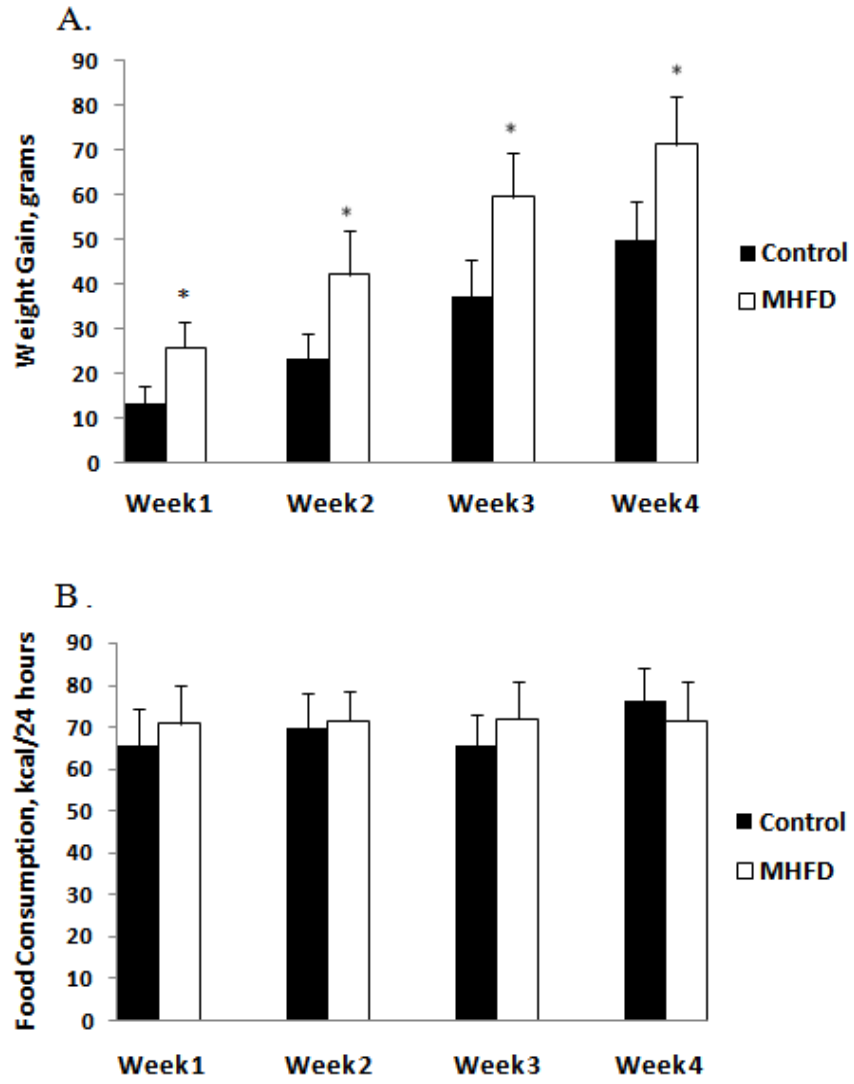 A.
Weight Gain, grams
90
80
70
60
50
40
30
20
10
0
* * * *
Week1 Week2 Week3 Week4
Control
MHFD
B .
Food Consumption, kcal/24 hours
90
80
70
60
50
40
30
20
10
0
Week1 Week2 Week3 Week4
Control
MHFD